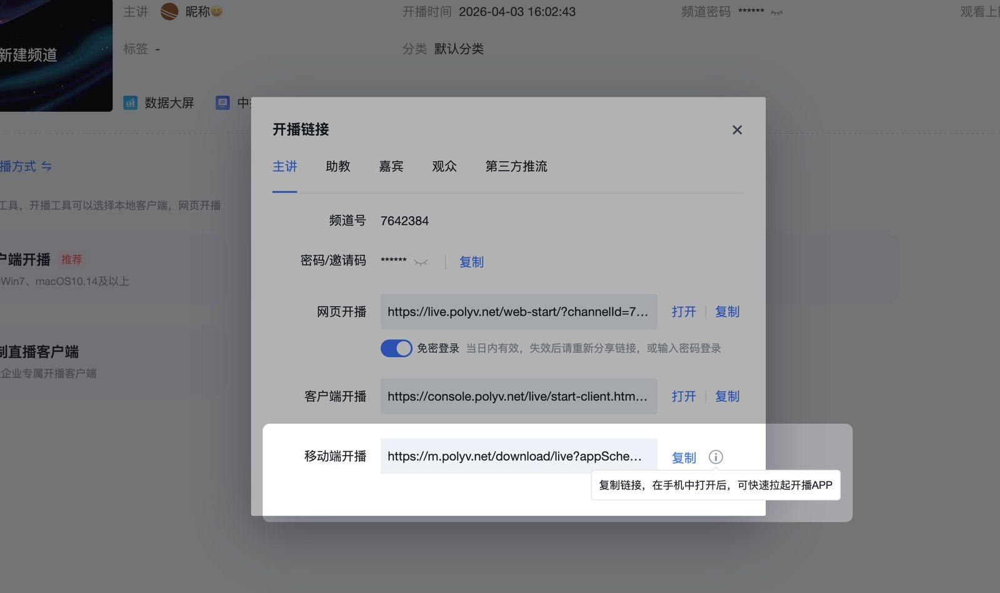 主讲 昵称😆 开播时间 2026-04-03 16:02:43 频道密码 ****** 观看上
新建频道
标签 - 分类 默认分类
数据大屏 中
开播链接
主讲 助教 嘉宾 观众 第三方推流
播方式
工具，开播工具可以选择本地客户端，网页开播
频道号 7642384
户端开播 推荐
Win7、macOS10.14及以上
密码/邀请码 ****** 复制
网页开播 https://live.polyv.net/web-start/?channelId=7... 打开 复制
免密登录 当日内有效，失效后请重新分享链接，或输入密码登录
制直播客户端
企业专属开播客户端
客户端开播 https://console.polyv.net/live/start-client.htm... 打开 复制
移动端开播 https://m.polyv.net/download/live?appSche... 复制
复制链接，在手机中打开后，可快速拉起开播APP